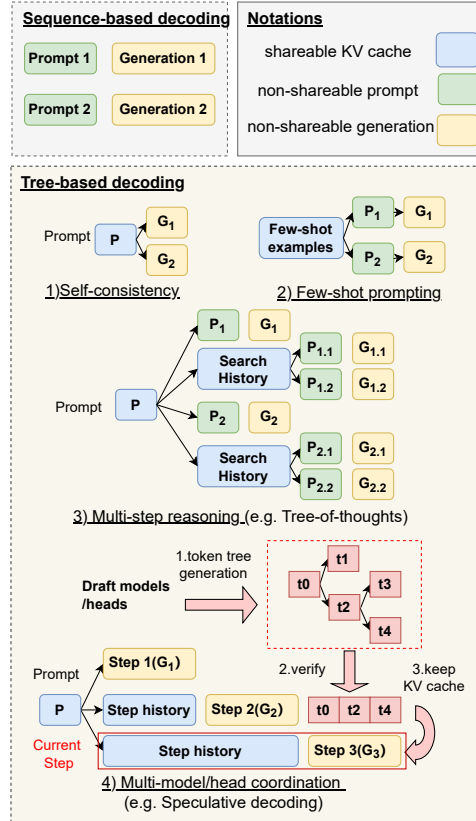 Sequence-based decoding
Prompt 1
Generation 1
Prompt 2
Generation 2
Notations
shareable KV cache
non-shareable prompt
non-shareable generation
Tree-based decoding
Prompt
P
G1
G2
1)Self-consistency
Few-shot
examples
P1
G1
P2
G2
2) Few-shot prompting
Prompt
P
P1
G1
Search
History
P1.1
G1.1
P1.2
G1.2
P2
G2
Search
History
P2.1
G2.1
P2.2
G2.2
3) Multi-step reasoning (e.g. Tree-of-thoughts)
Draft models
/heads
1.token tree
generation
t0
t1
t2
t3
t4
2.verify
3.keep
KV cache
Prompt
P
Step 1(G1)
Step history
Step 2(G2)
t0
t2
t4
Current
Step
Step history
Step 3(G3)
4) Multi-model/head coordination
(e.g. Speculative decoding)